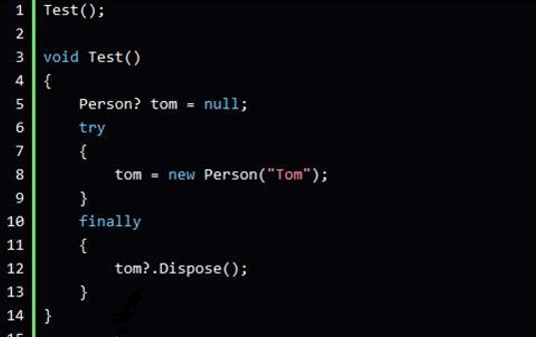 1 Test();
2
3 void Test()
4 {
5     Person? tom = null;
6     try
7     {
8         tom = new Person("Tom");
9     }
10     finally
11     {
12         tom?.Dispose();
13     }
14 }